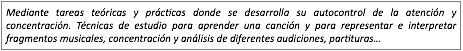 Mediante tareas teóricas y prácticas donde se desarrolla su autocontrol de la atención y
concentración. Técnicas de estudio para aprender una canción y para representar e interpretar
fragmentos musicales, concentración y análisis de diferentes audiciones, partituras...